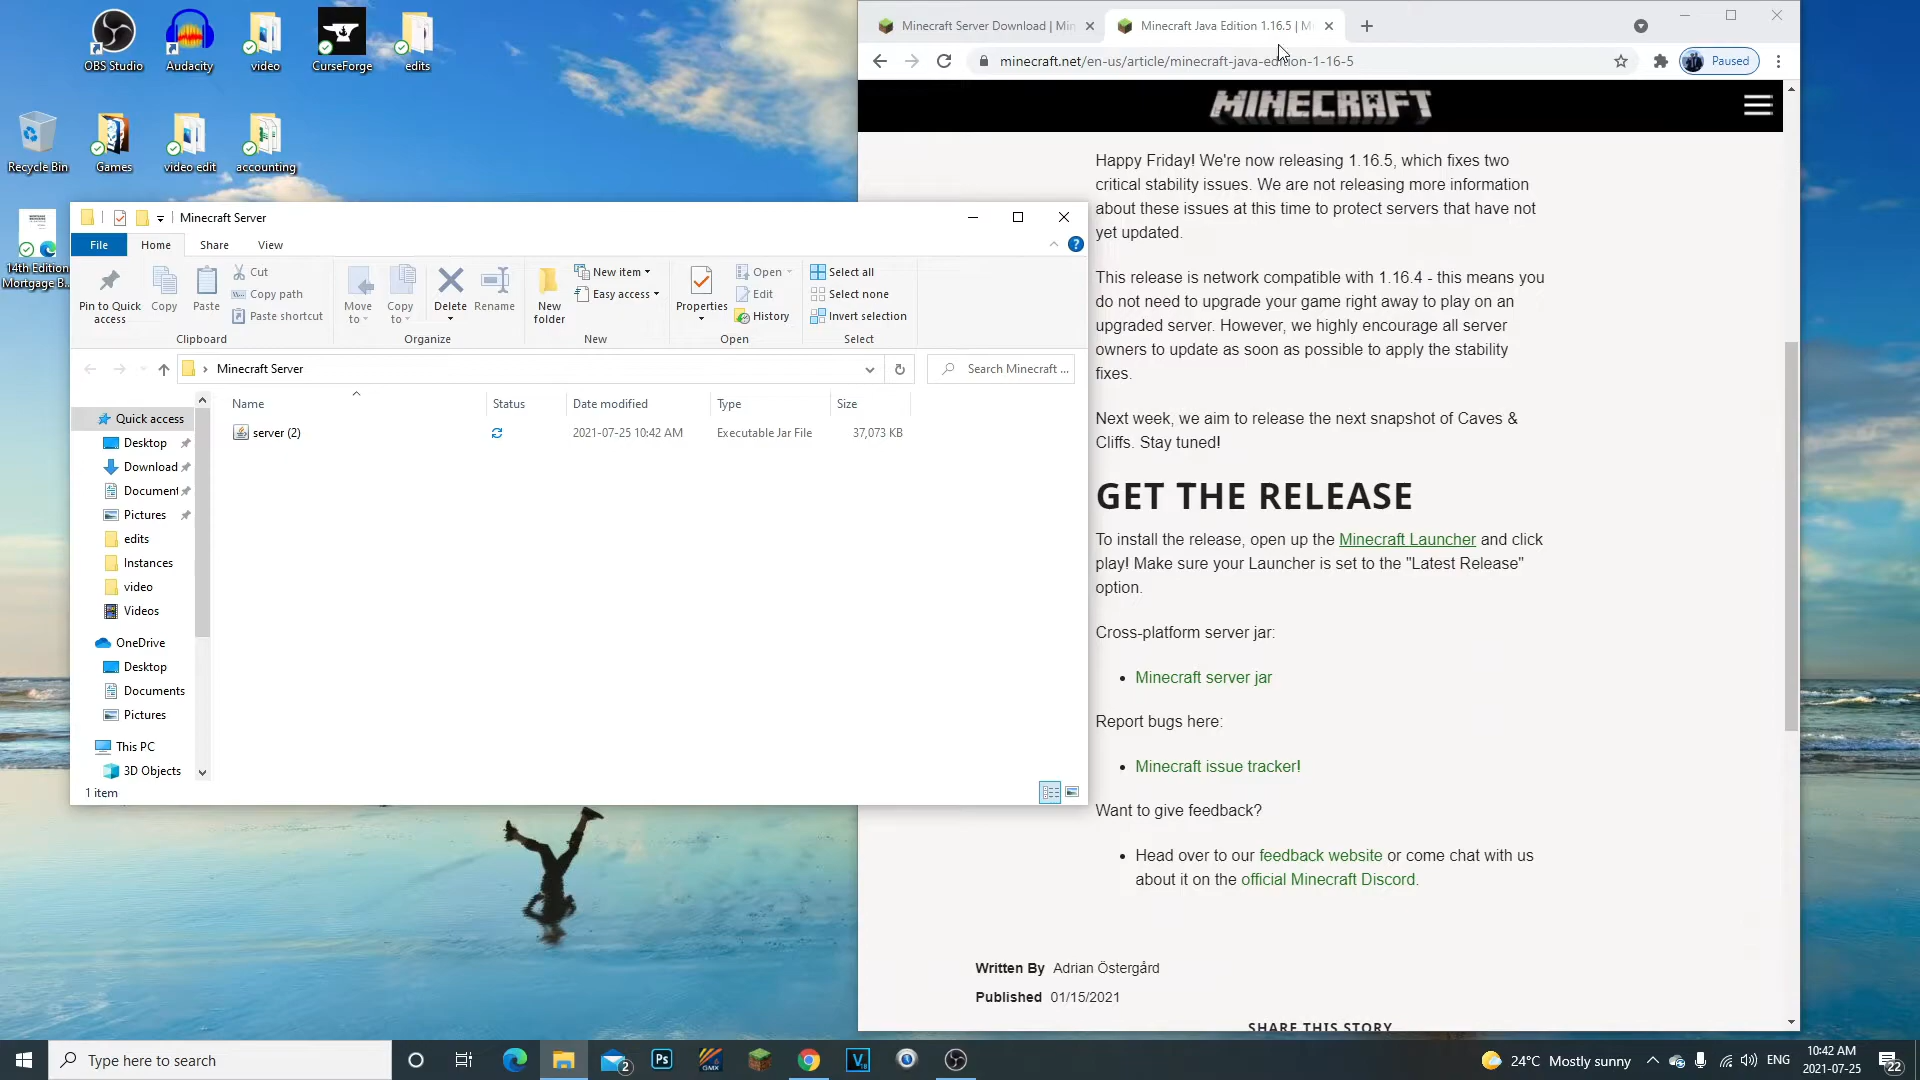 OBS Studio
Audacity
video
CurseForge
edits
Recycle Bin
Games
video edit
accounting
14th Edition
Mortgage B...
Minecraft Server
File
Home
Share
View
Pin to Quick
access
Copy
Paste
Cut
Copy path
Paste shortcut
Clipboard
Move
to
Copy
to
Delete
Rename
Organize
New
folder
New item
Easy access
New
Properties
Open
Edit
History
Open
Select all
Select none
Invert selection
Select
Minecraft Server
Search Minecraft ...
Name
Status
Date modified
Type
Size
server (2)
2021-07-25 10:42 AM
Executable Jar File
37,073 KB
Quick access
Desktop
Download
Document
Pictures
edits
Instances
video
Videos
OneDrive
Desktop
Documents
Pictures
This PC
3D Objects
1 item
Minecraft Server Download | Min
Minecraft Java Edition 1.16.5 | M
minecraft.net/en-us/article/minecraft-java-edition-1-16-5
Paused
MINECRAFT
Happy Friday! We're now releasing 1.16.5, which fixes two
critical stability issues. We are not releasing more information
about these issues at this time to protect servers that have not
yet updated.
This release is network compatible with 1.16.4 - this means you
do not need to upgrade your game right away to play on an
upgraded server. However, we highly encourage all server
owners to update as soon as possible to apply the stability
fixes.
Next week, we aim to release the next snapshot of Caves &
Cliffs. Stay tuned!
GET THE RELEASE
To install the release, open up the Minecraft Launcher and click
play! Make sure your Launcher is set to the "Latest Release"
option.
Cross-platform server jar:
• Minecraft server jar
Report bugs here:
• Minecraft issue tracker!
Want to give feedback?
• Head over to our feedback website or come chat with us
about it on the official Minecraft Discord.
Written By Adrian Östergård
Published 01/15/2021
SHARE THIS STORY
Type here to search
2
Ps
GMX
V
24°C Mostly sunny
ENG
10:42 AM
2021-07-25
22